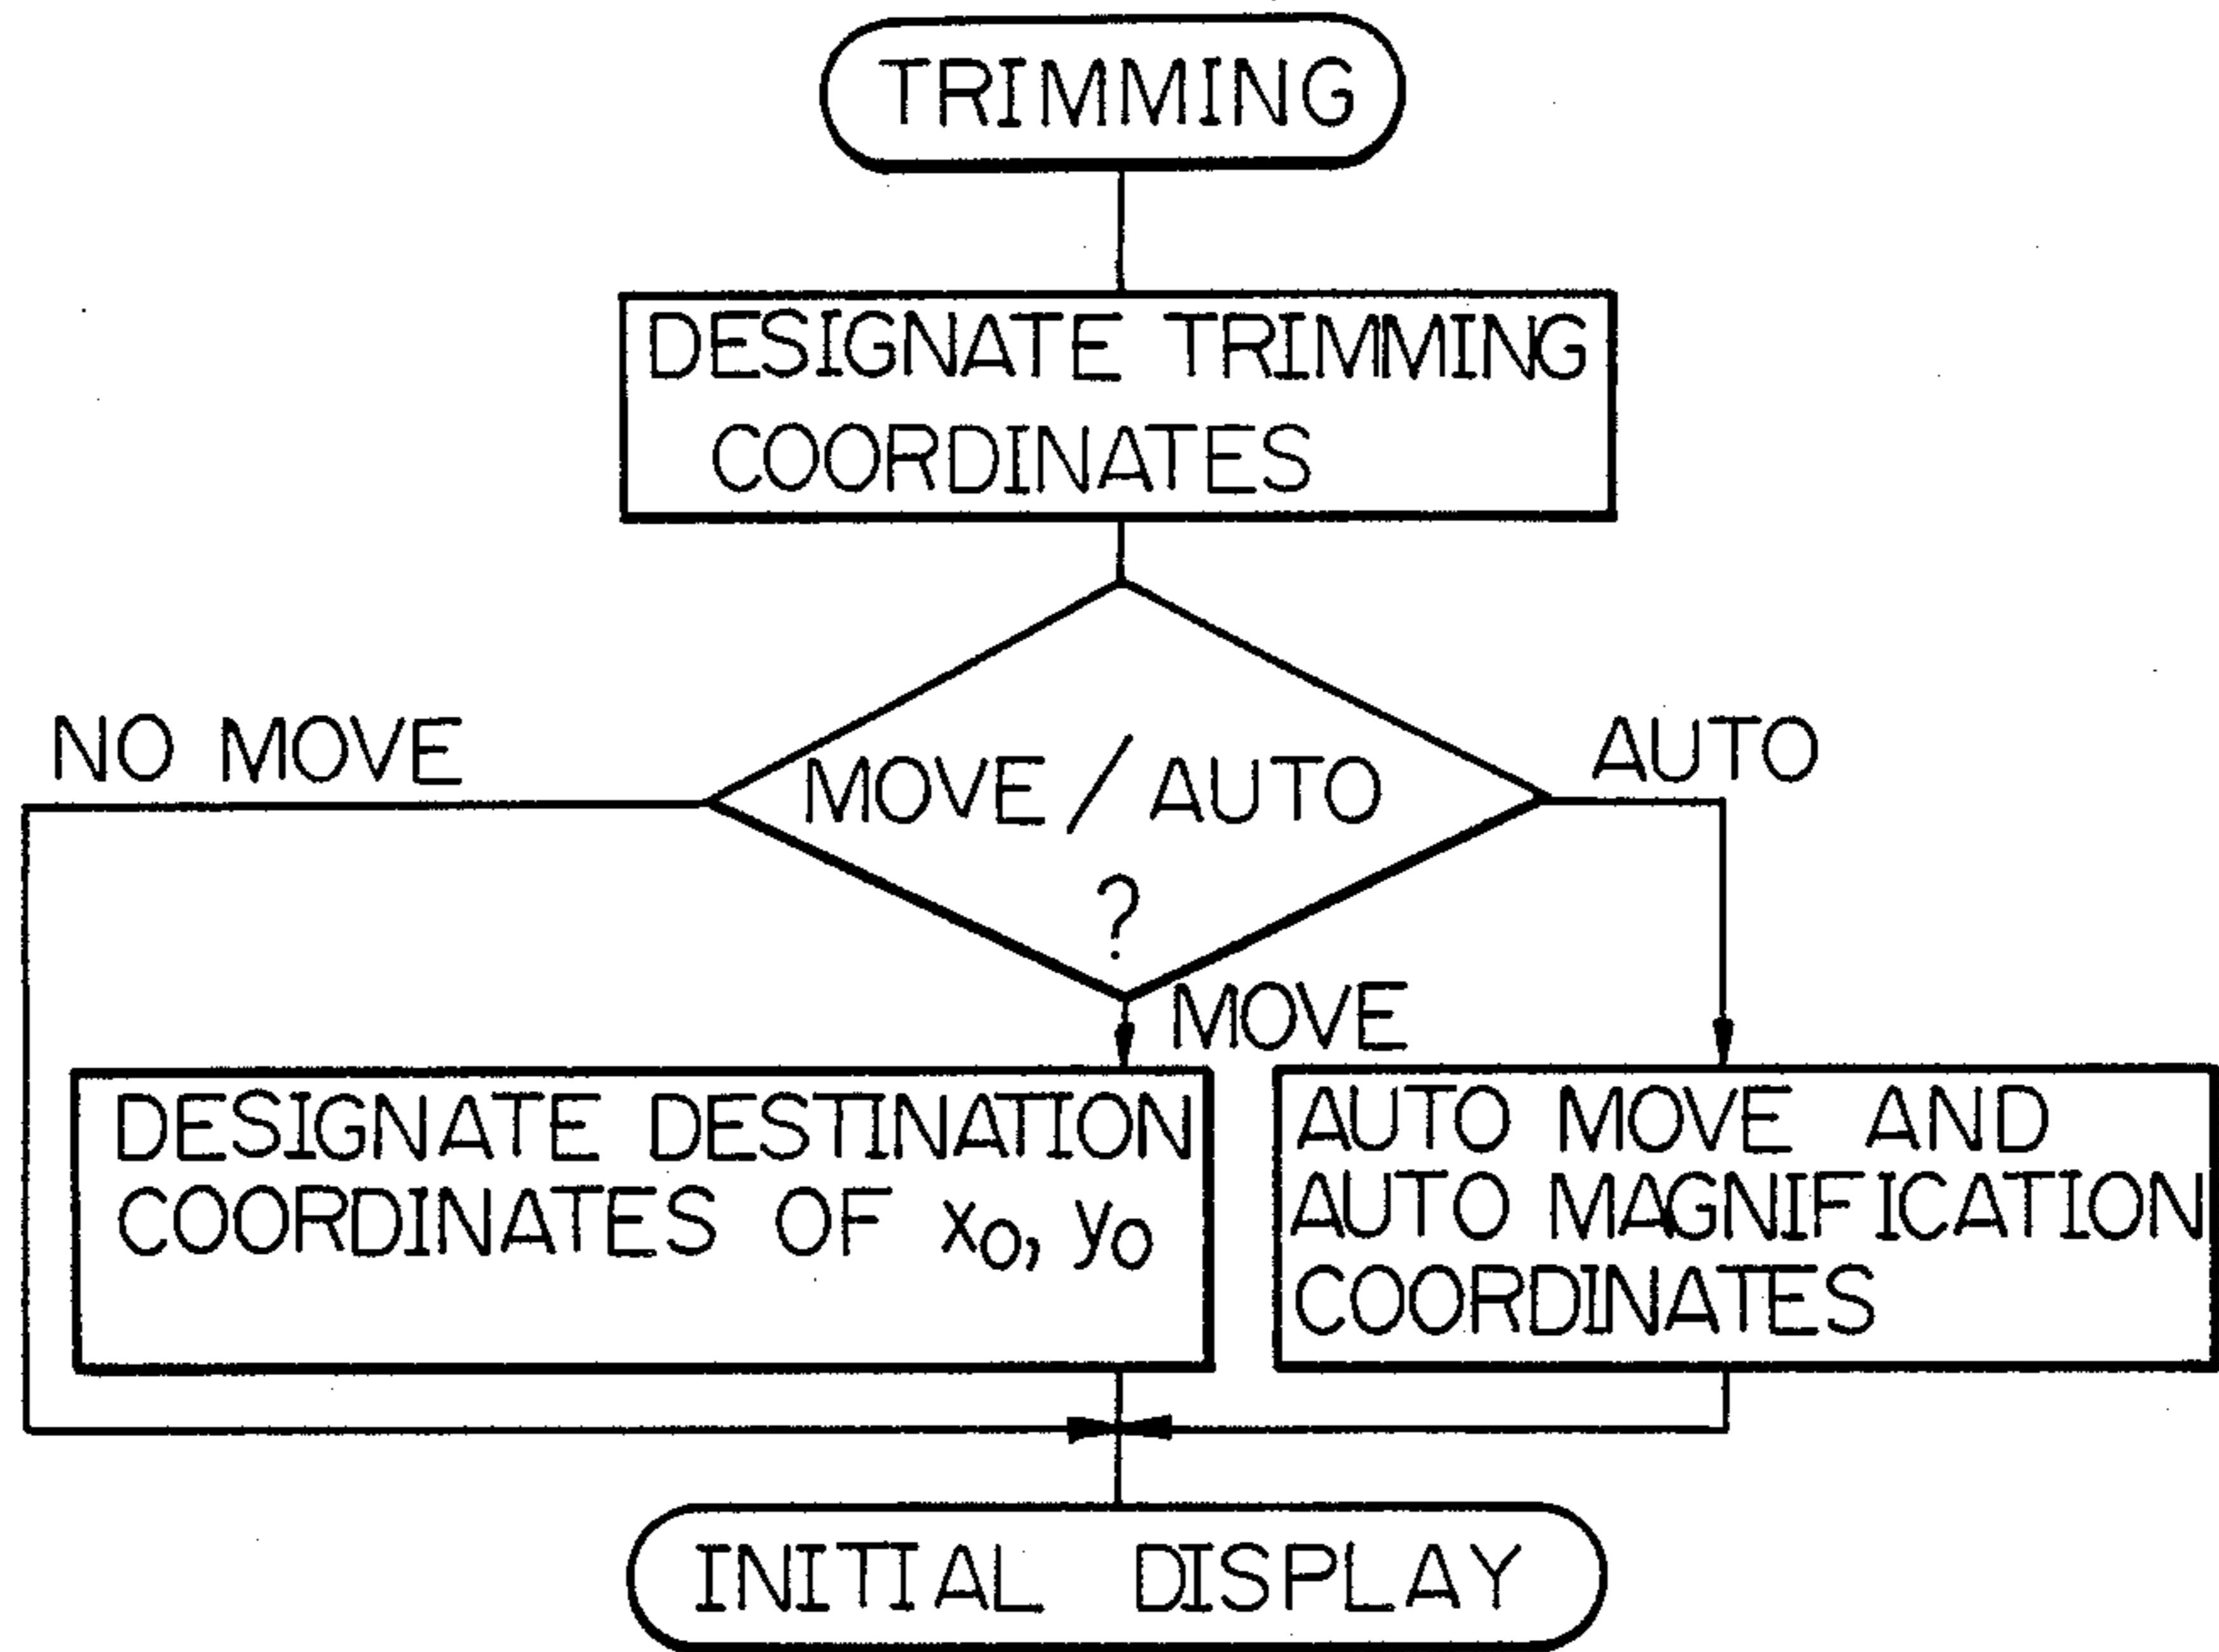 TRIMMING
DESIGNATE TRIMMING
COORDINATES
NO MOVE
MOVE/AUTO
?
AUTO
MOVE
DESIGNATE DESTINATION
COORDINATES OF x₀, y₀
AUTO MOVE AND
AUTO MAGNIFICATION
COORDINATES
INITIAL DISPLAY